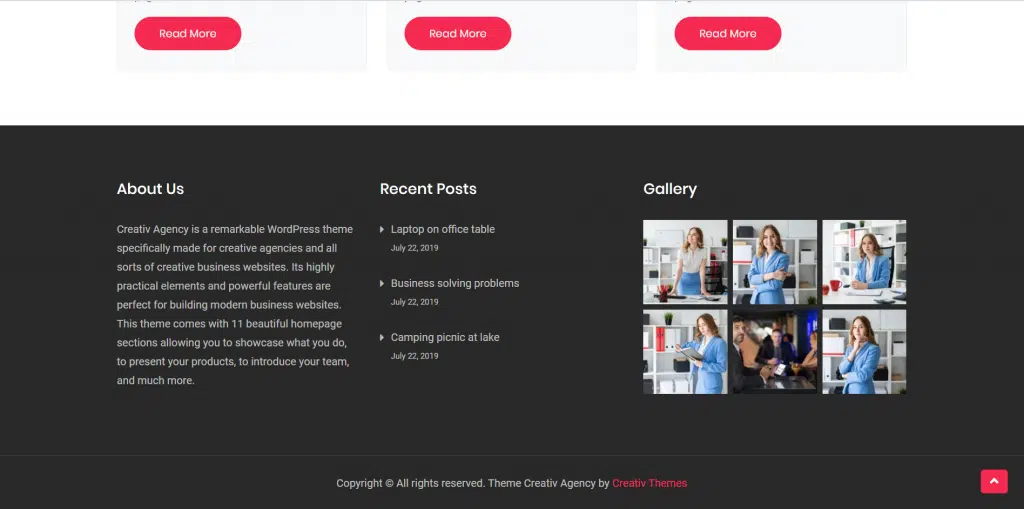 Read More
Read More
Read More
About Us
Creativ Agency is a remarkable WordPress theme
specifically made for creative agencies and all
sorts of creative business websites. Its highly
practical elements and powerful features are
perfect for building modern business websites.
This theme comes with 11 beautiful homepage
sections allowing you to showcase what you do,
to present your products, to introduce your team,
and much more.
Recent Posts
Laptop on office table
July 22, 2019
Business solving problems
July 22, 2019
Camping picnic at lake
July 22, 2019
Gallery
Copyright © All rights reserved. Theme Creativ Agency by Creativ Themes